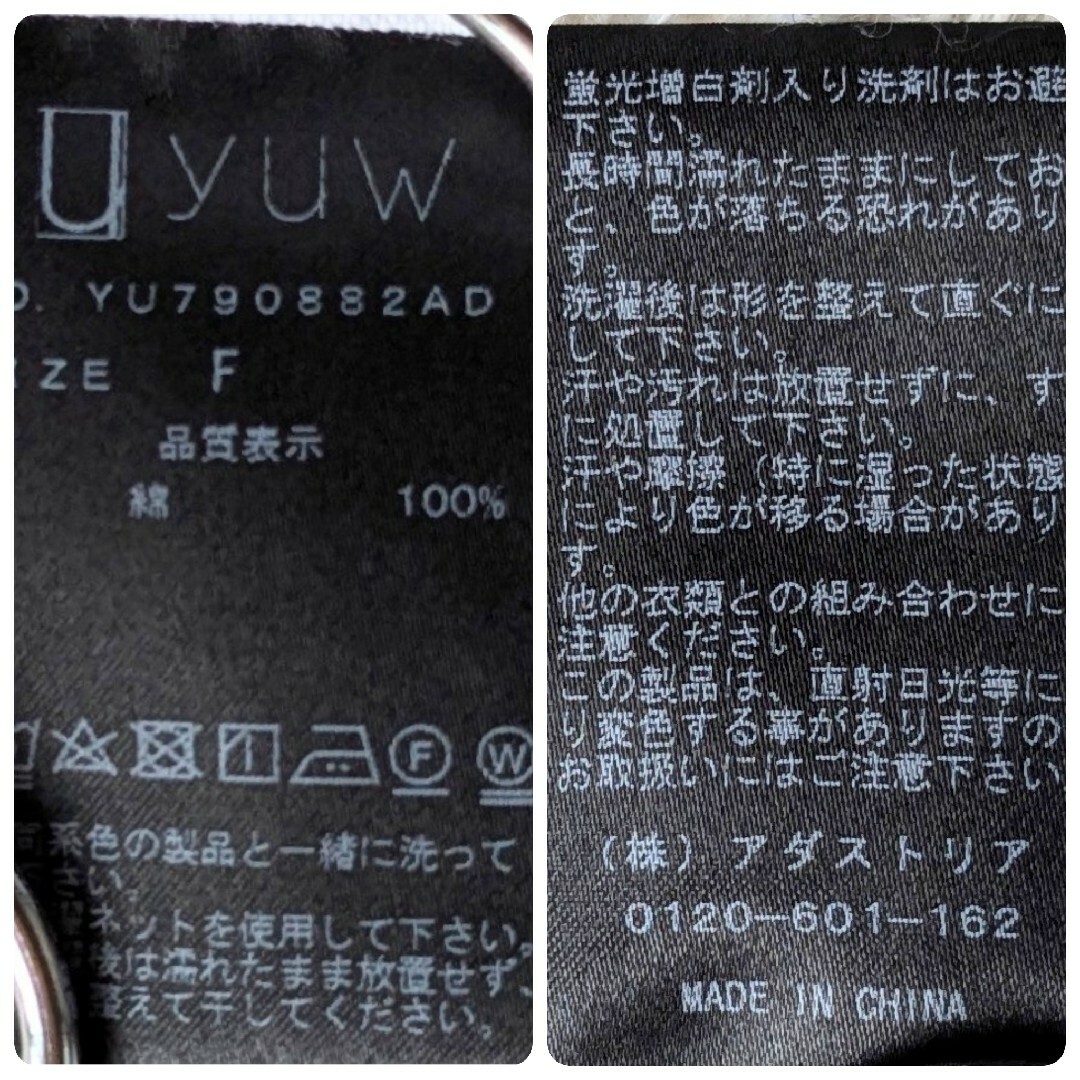 U yuw
O. YU790882AD
IZE F
品質表示
綿 100%
F W
同系色の製品と一緒に洗って
さい。
ネットを使用して下さい。
後は濡れたまま放置せず、
整えて干してください。
蛍光増白剤入り洗剤はお避
下さい。
長時間濡れたままにしてお
と、色が落ちる恐れがあり
す。
洗濯後は形を整えて直ぐに
して下さい。
汗や汚れは放置せずに、す
に処置して下さい。
汗や摩擦(特に湿った状態
により色が移る場合があり
す。
他の衣類との組み合わせに
注意ください。
この製品は、直射日光等に
り変色する事がありますの
お取扱いにはご注意下さい
(株)アダストリア
0120-601-162
MADE IN CHINA